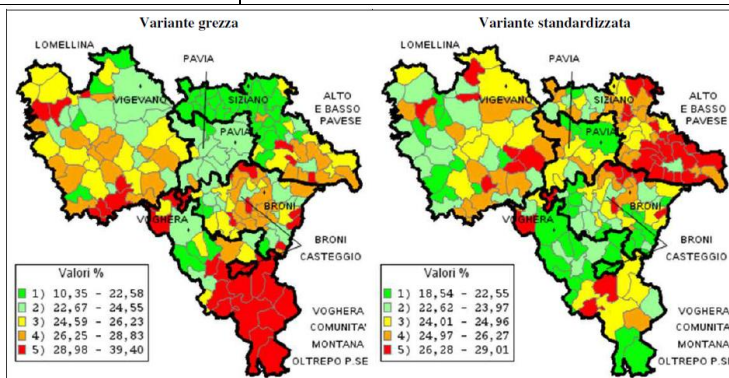 Variante grezza
LOMELLINA
PAVIA
VIGEVANO
SIZIANO
ALTO
E BASSO
PAVESE
PAVIA
VOGHERA
BRONI
BRONI
CASTEGGIO
Valori %
1) 10,35 - 22,58
2) 22,67 - 24,55
3) 24,59 - 26,23
4) 26,25 - 28,83
5) 28,98 - 39,40
VOGHERA
COMUNITA'
MONTANA
OLTREPO P.SE
Variante standardizzata
LOMELLINA
PAVIA
VIGEVANO
SIZIANO
ALTO
E BASSO
PAVESE
PAVIA
VOGHERA
BRONI
BRONI
CASTEGGIO
Valori %
1) 18,54 - 22,55
2) 22,62 - 23,97
3) 24,01 - 24,96
4) 24,97 - 26,27
5) 26,28 - 29,01
VOGHERA
COMUNITA'
MONTANA
OLTREPO P.SE